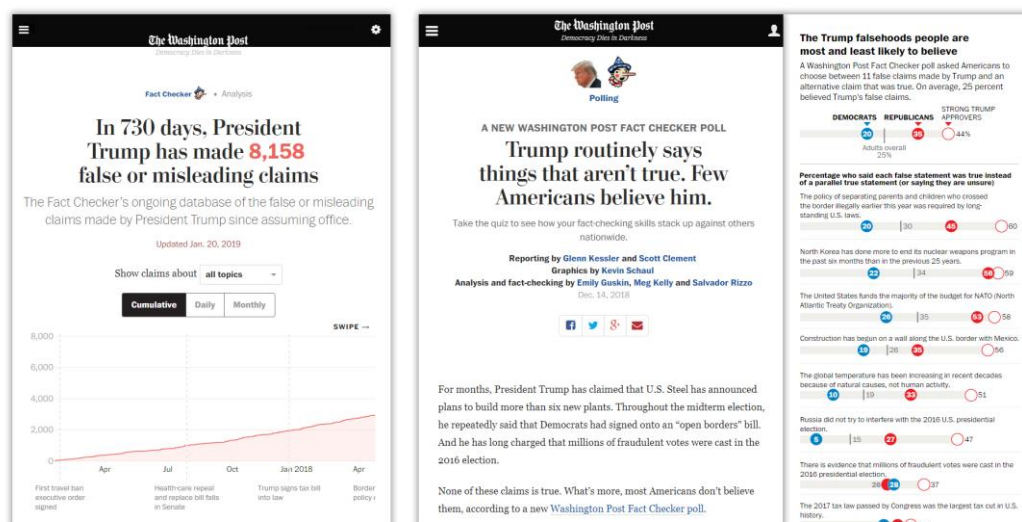 The Washington Post
Democracy Dies in Darkness
Fact Checker • Analysis
In 730 days, President
Trump has made 8,158
false or misleading claims
The Fact Checker's ongoing database of the false or misleading
claims made by President Trump since assuming office.
Updated Jan. 20, 2019
Show claims about all topics
Cumulative Daily Monthly
SWIPE →
8,000
6,000
4,000
2,000
0
Apr Jul Oct Jan 2018 Apr
First travel ban
executive order
signed
Health-care repeal
and replace bill fails
in Senate
Trump signs tax bill
into law
Border
policy
The Washington Post
Democracy Dies in Darkness
Polling
A NEW WASHINGTON POST FACT CHECKER POLL
Trump routinely says
things that aren't true. Few
Americans believe him.
Take the quiz to see how your fact-checking skills stack up against others
nationwide.
Reporting by Glenn Kessler and Scott Clement
Graphics by Kevin Schaul
Analysis and fact-checking by Emily Guskin, Meg Kelly and Salvador Rizzo
Dec. 14, 2018
For months, President Trump has claimed that U.S. Steel has announced
plans to build more than six new plants. Throughout the midterm election,
he repeatedly said that Democrats had signed onto an "open borders" bill.
And he has long charged that millions of fraudulent votes were cast in the
2016 election.
None of these claims is true. What's more, most Americans don't believe
them, according to a new Washington Post Fact Checker poll.
The Trump falsehoods people are
most and least likely to believe
A Washington Post Fact Checker poll asked Americans to
choose between 11 false claims made by Trump and an
alternative claim that was true. On average, 25 percent
believed Trump's false claims.
DEMOCRATS REPUBLICANS STRONG TRUMP
APPROVERS
20 35 44%
Adults overall
25%
Percentage who said each false statement was true instead
of a parallel true statement (or saying they are unsure)
The policy of separating parents and children who crossed
the border illegally earlier this year was required by long-
standing U.S. laws.
20 30 45 60
North Korea has done more to end its nuclear weapons program in
the past six months than in the previous 25 years.
22 34 56 59
The United States funds the majority of the budget for NATO (North
Atlantic Treaty Organization).
26 35 53 58
Construction has begun on a wall along the U.S. border with Mexico.
19 26 35 56
The global temperature has been increasing in recent decades
because of natural causes, not human activity.
10 19 33 51
Russia did not try to interfere with the 2016 U.S. presidential
election.
5 15 27 47
There is evidence that millions of fraudulent votes were cast in the
2016 presidential election.
26 28 37
The 2017 tax law passed by Congress was the largest tax cut in U.S.
history.